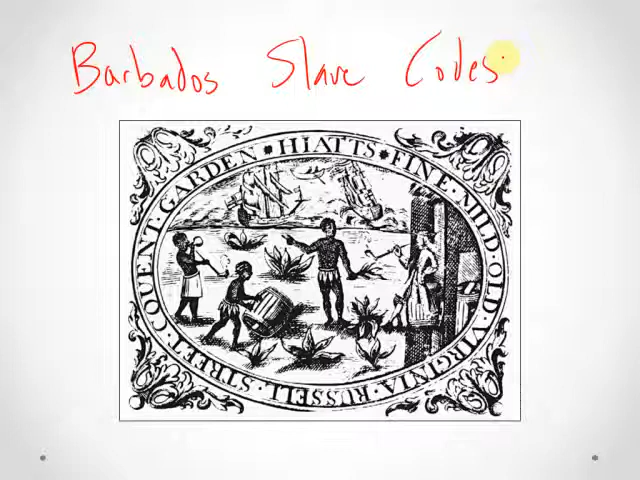 Barbados Slave Codes
HIATTS FINE MILD OLD VIRGINIA RUSSELL STREET COVENT GARDEN